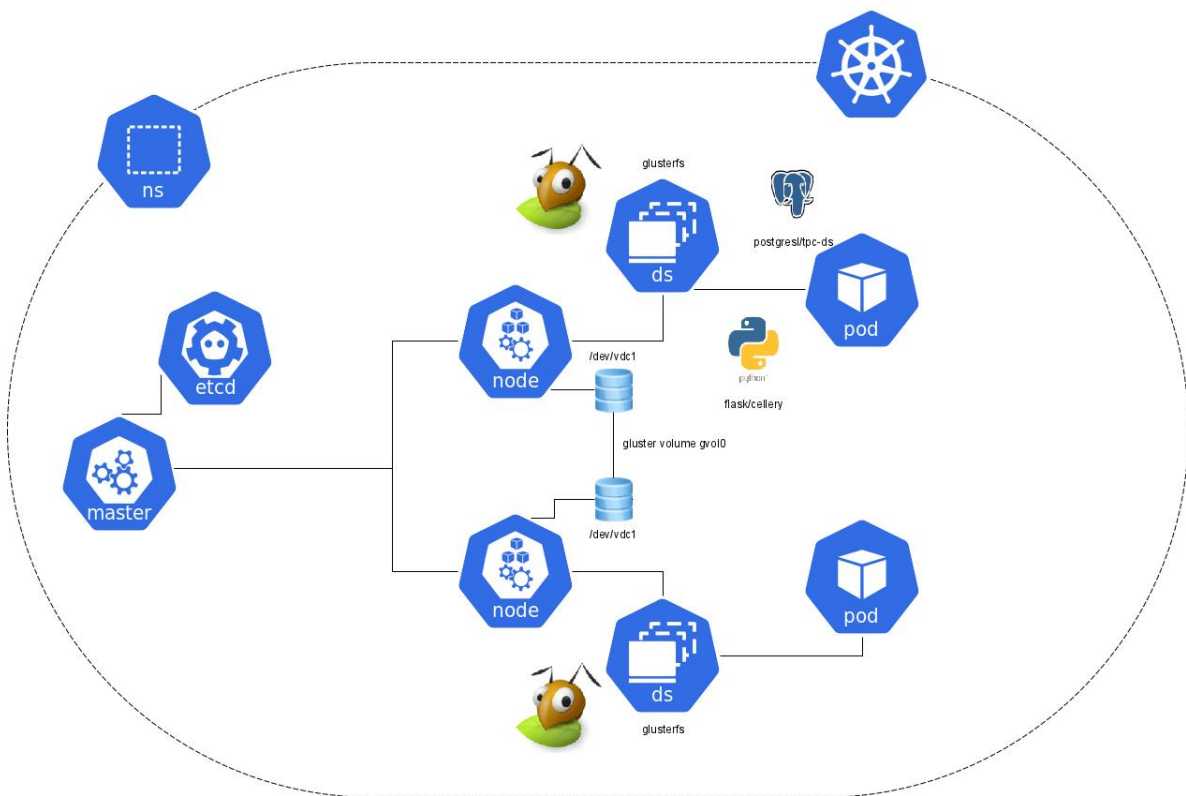 ns
glusterfs
ds
postgresl/tpc-ds
pod
etcd
node
/dev/vdc1
python
flask/cellery
gluster volume gvol0
master
/dev/vdc1
node
pod
ds
glusterfs